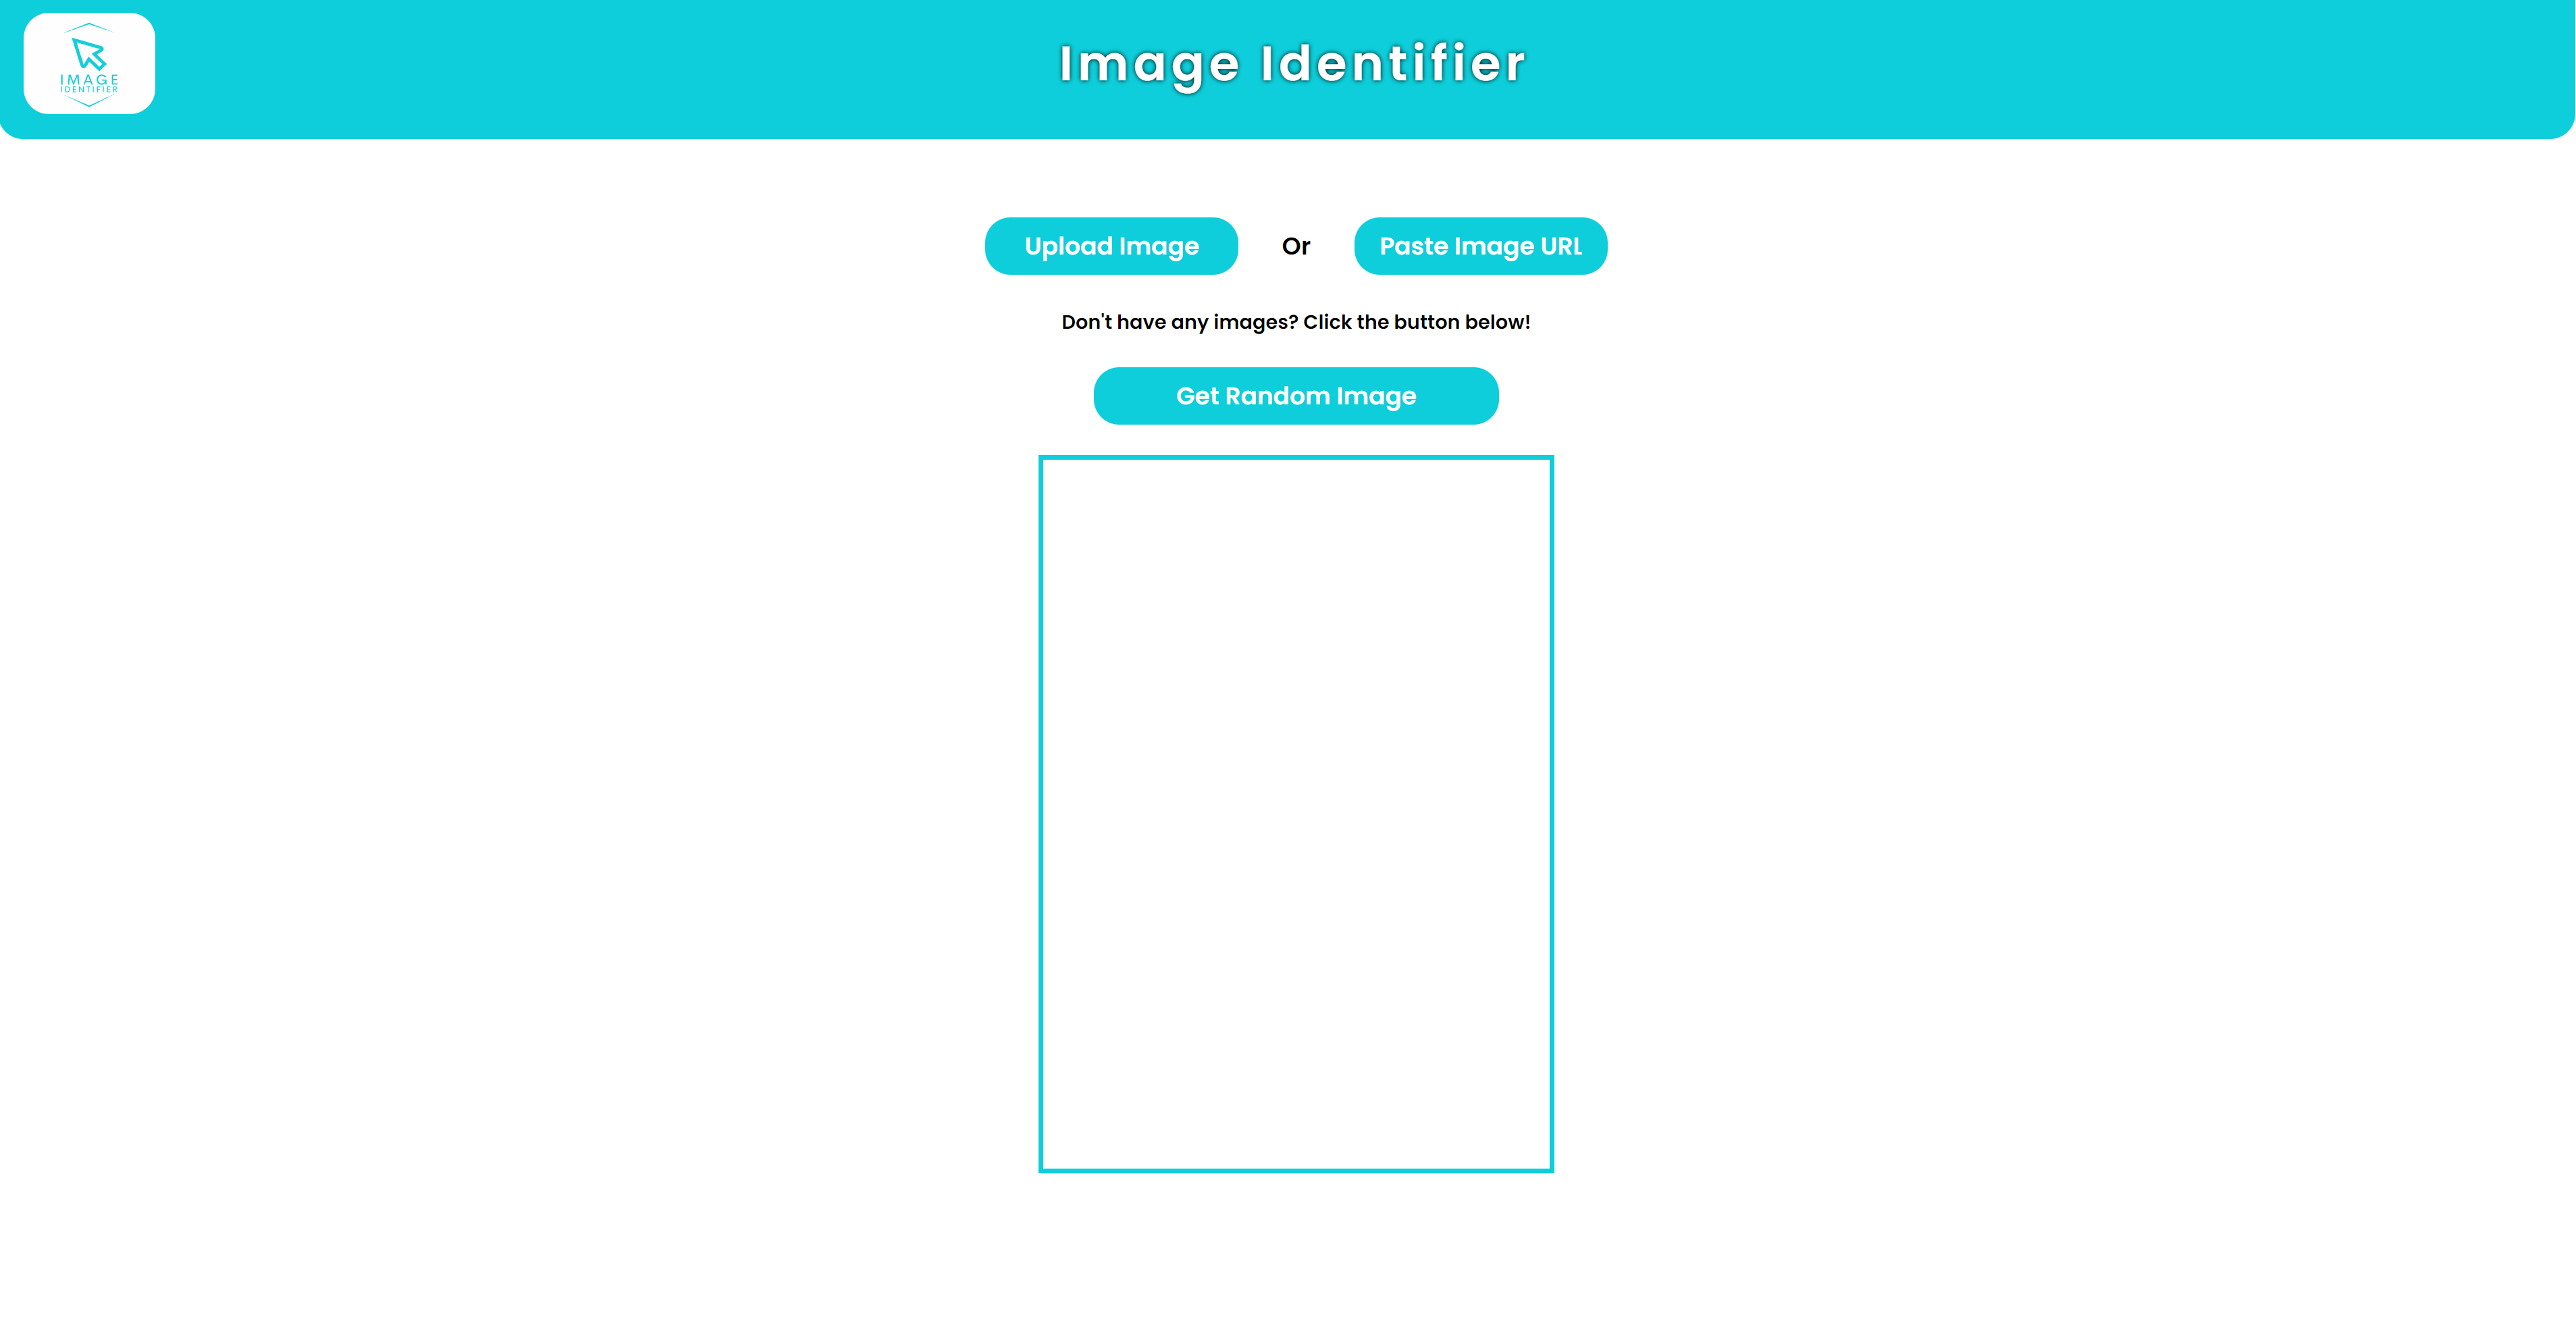 IMAGE
IDENTIFIER
Image Identifier
Upload Image Or Paste Image URL
Don't have any images? Click the button below!
Get Random Image